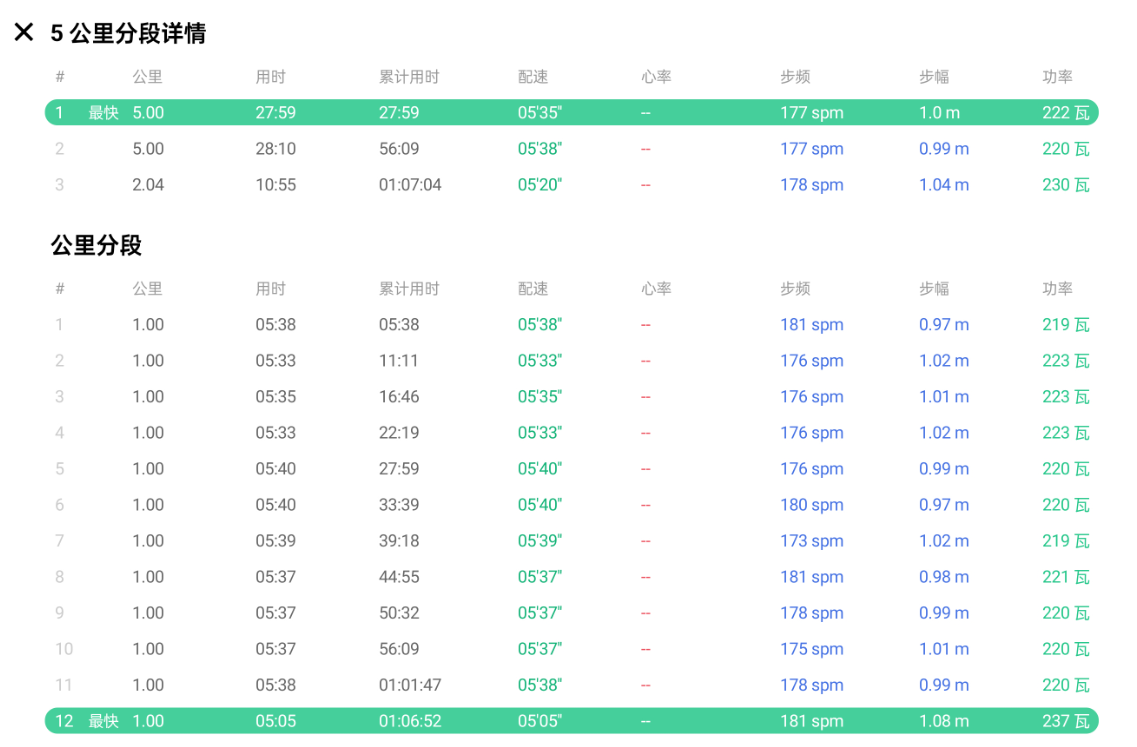 5 公里分段详情
# 公里 用时 累计用时 配速 心率 步频 步幅 功率
1 最快 5.00 27:59 27:59 05'35" -- 177 spm 1.0 m 222 瓦
2 5.00 28:10 56:09 05'38" -- 177 spm 0.99 m 220 瓦
3 2.04 10:55 01:07:04 05'20" -- 178 spm 1.04 m 230 瓦
公里分段
# 公里 用时 累计用时 配速 心率 步频 步幅 功率
1 1.00 05:38 05:38 05'38" -- 181 spm 0.97 m 219 瓦
2 1.00 05:33 11:11 05'33" -- 176 spm 1.02 m 223 瓦
3 1.00 05:35 16:46 05'35" -- 176 spm 1.01 m 223 瓦
4 1.00 05:33 22:19 05'33" -- 176 spm 1.02 m 223 瓦
5 1.00 05:40 27:59 05'40" -- 176 spm 0.99 m 220 瓦
6 1.00 05:40 33:39 05'40" -- 180 spm 0.97 m 220 瓦
7 1.00 05:39 39:18 05'39" -- 173 spm 1.02 m 219 瓦
8 1.00 05:37 44:55 05'37" -- 181 spm 0.98 m 221 瓦
9 1.00 05:37 50:32 05'37" -- 178 spm 0.99 m 220 瓦
10 1.00 05:37 56:09 05'37" -- 175 spm 1.01 m 220 瓦
11 1.00 05:38 01:01:47 05'38" -- 178 spm 0.99 m 220 瓦
12 最快 1.00 05:05 01:06:52 05'05" -- 181 spm 1.08 m 237 瓦